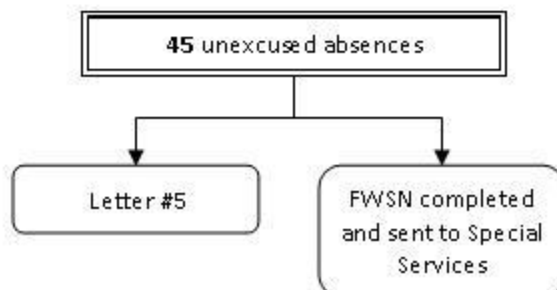 45 unexcused absences
Letter #5
FWSN completed
and sent to Special
Services